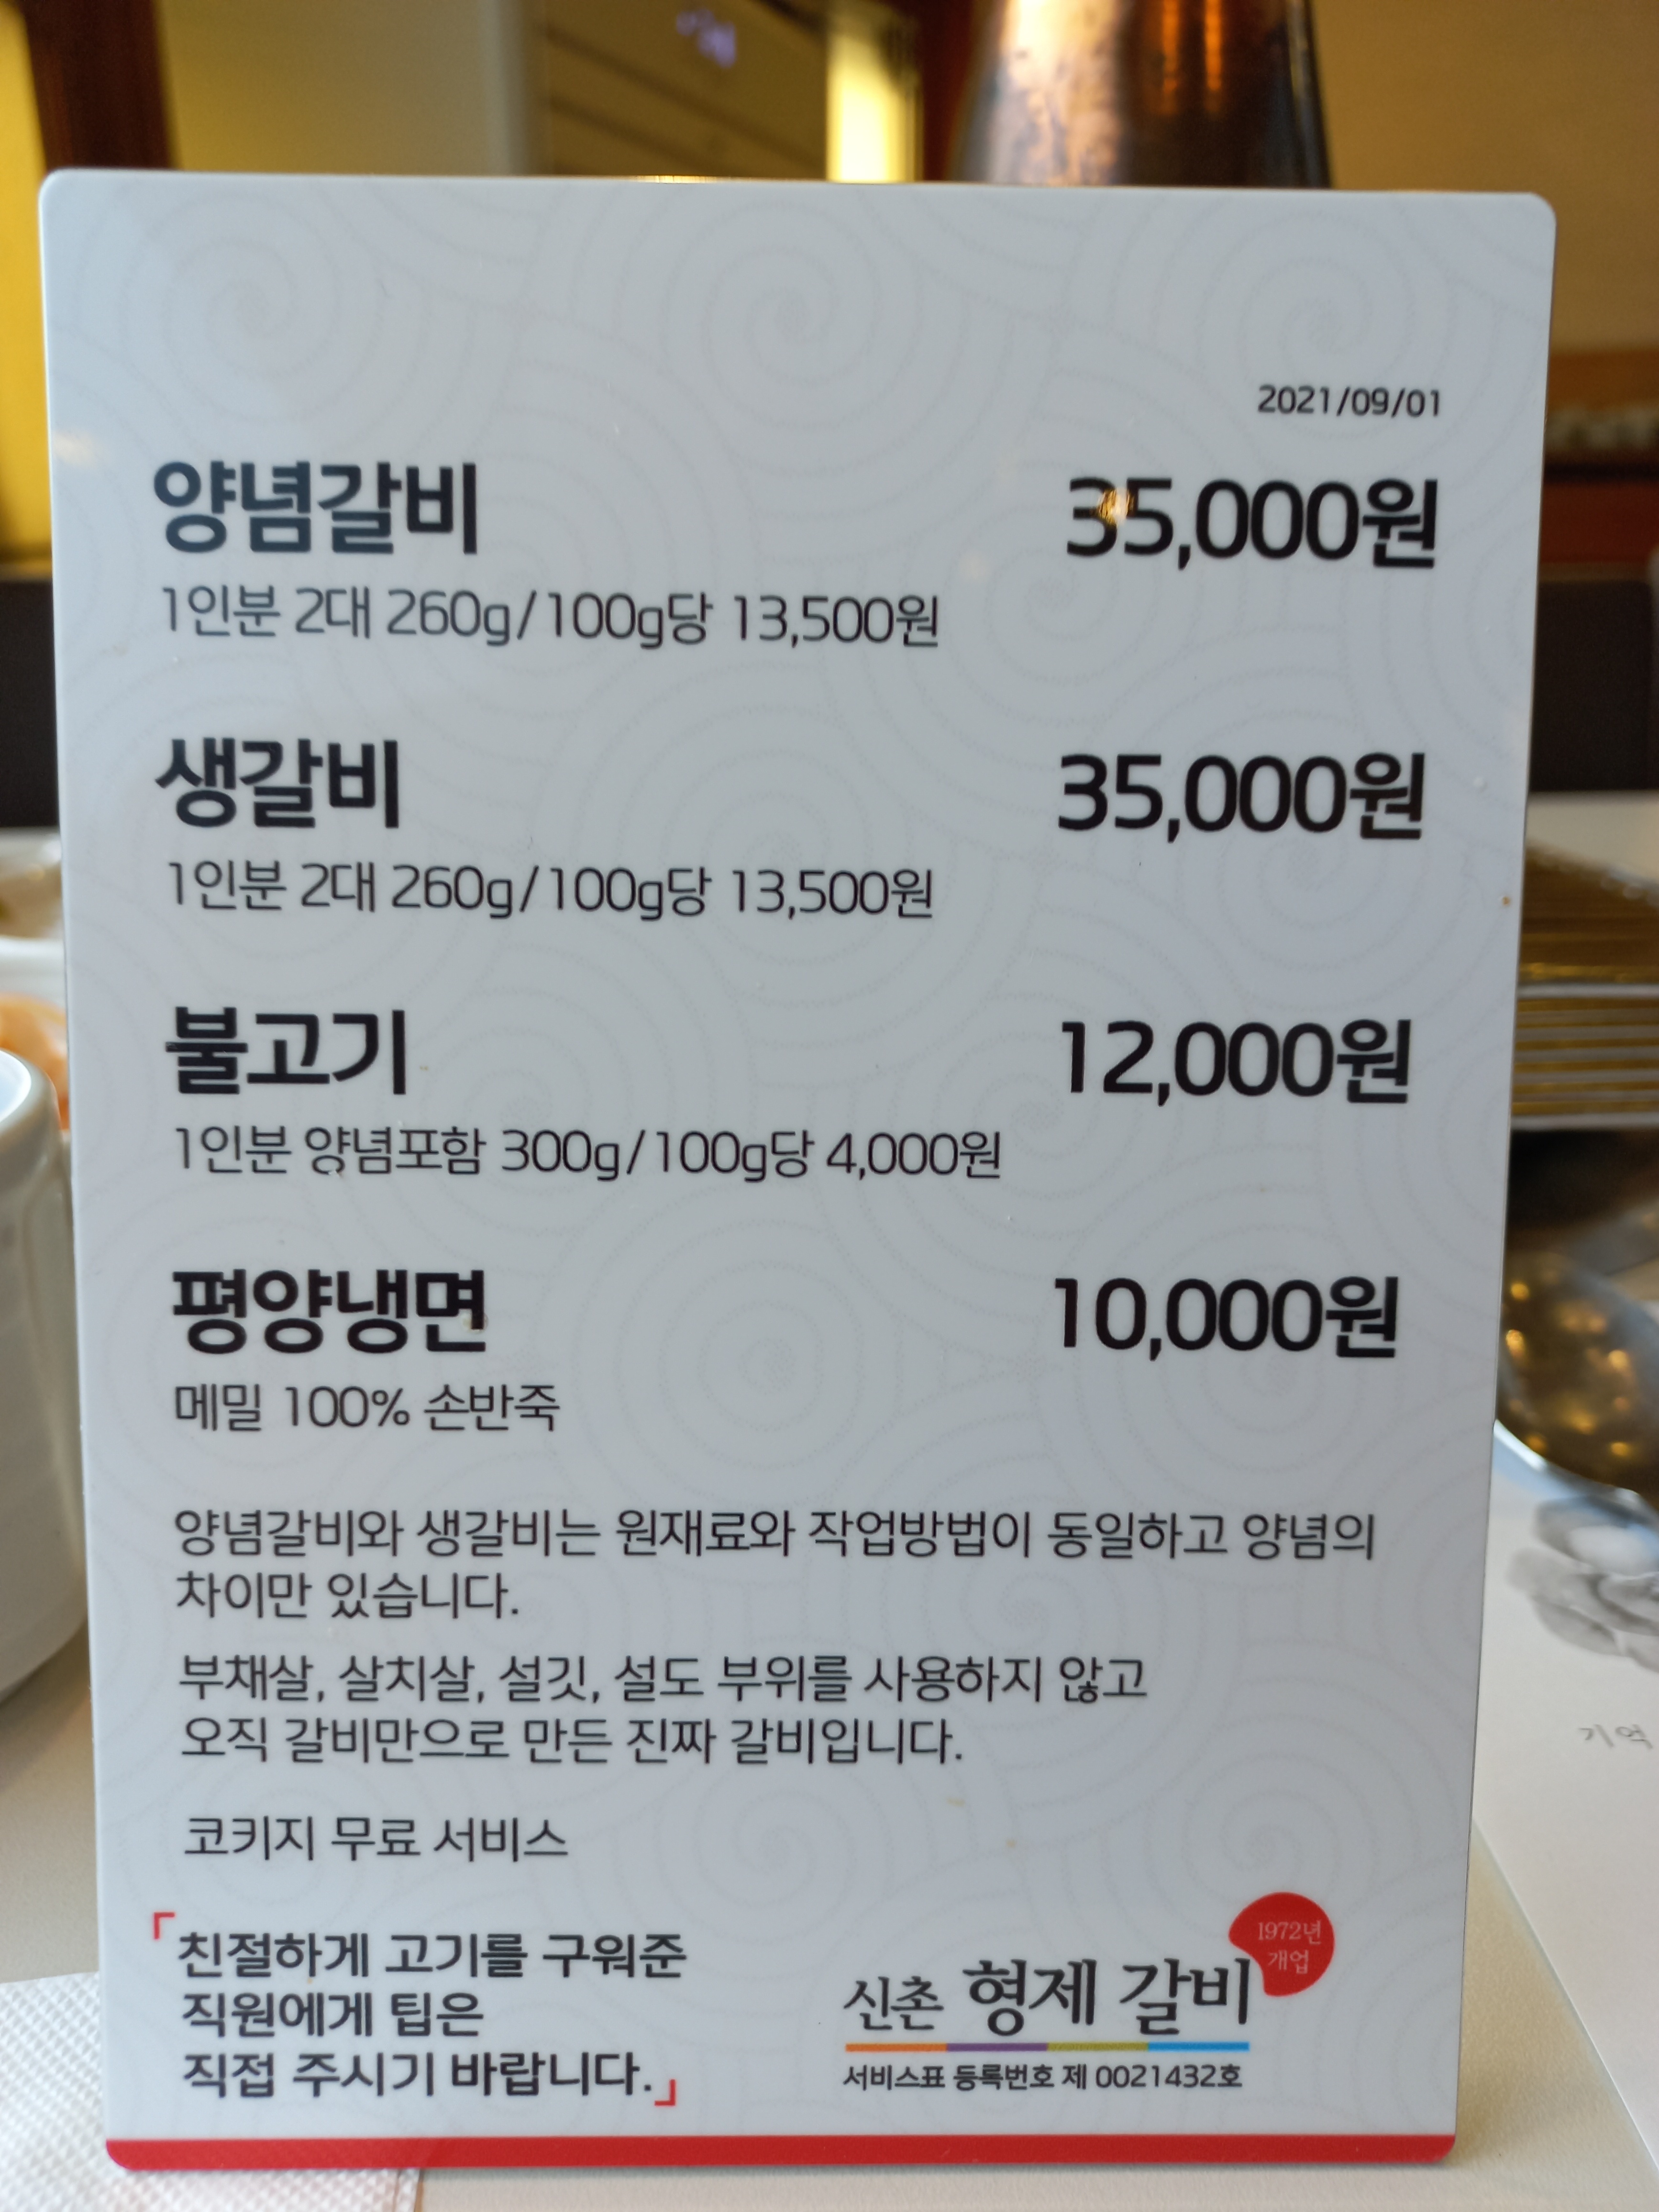 2021/09/01
양념갈비 35,000원
1인분 2대 260g/100g당 13,500원
생갈비 35,000원
1인분 2대 260g/100g당 13,500원
불고기 12,000원
1인분 양념포함 300g/100g당 4,000원
평양냉면 10,000원
메밀 100% 손반죽
양념갈비와 생갈비는 원재료와 작업방법이 동일하고 양념의
차이만 있습니다.
부채살, 살치살, 설깃, 설도 부위를 사용하지 않고
오직 갈비만으로 만든 진짜 갈비입니다.
코키지 무료 서비스
「친절하게 고기를 구워준
직원에게 팁은
직접 주시기 바랍니다.」
1972년
개업
신촌 형제 갈비
서비스표 등록번호 제 0021432호
기억